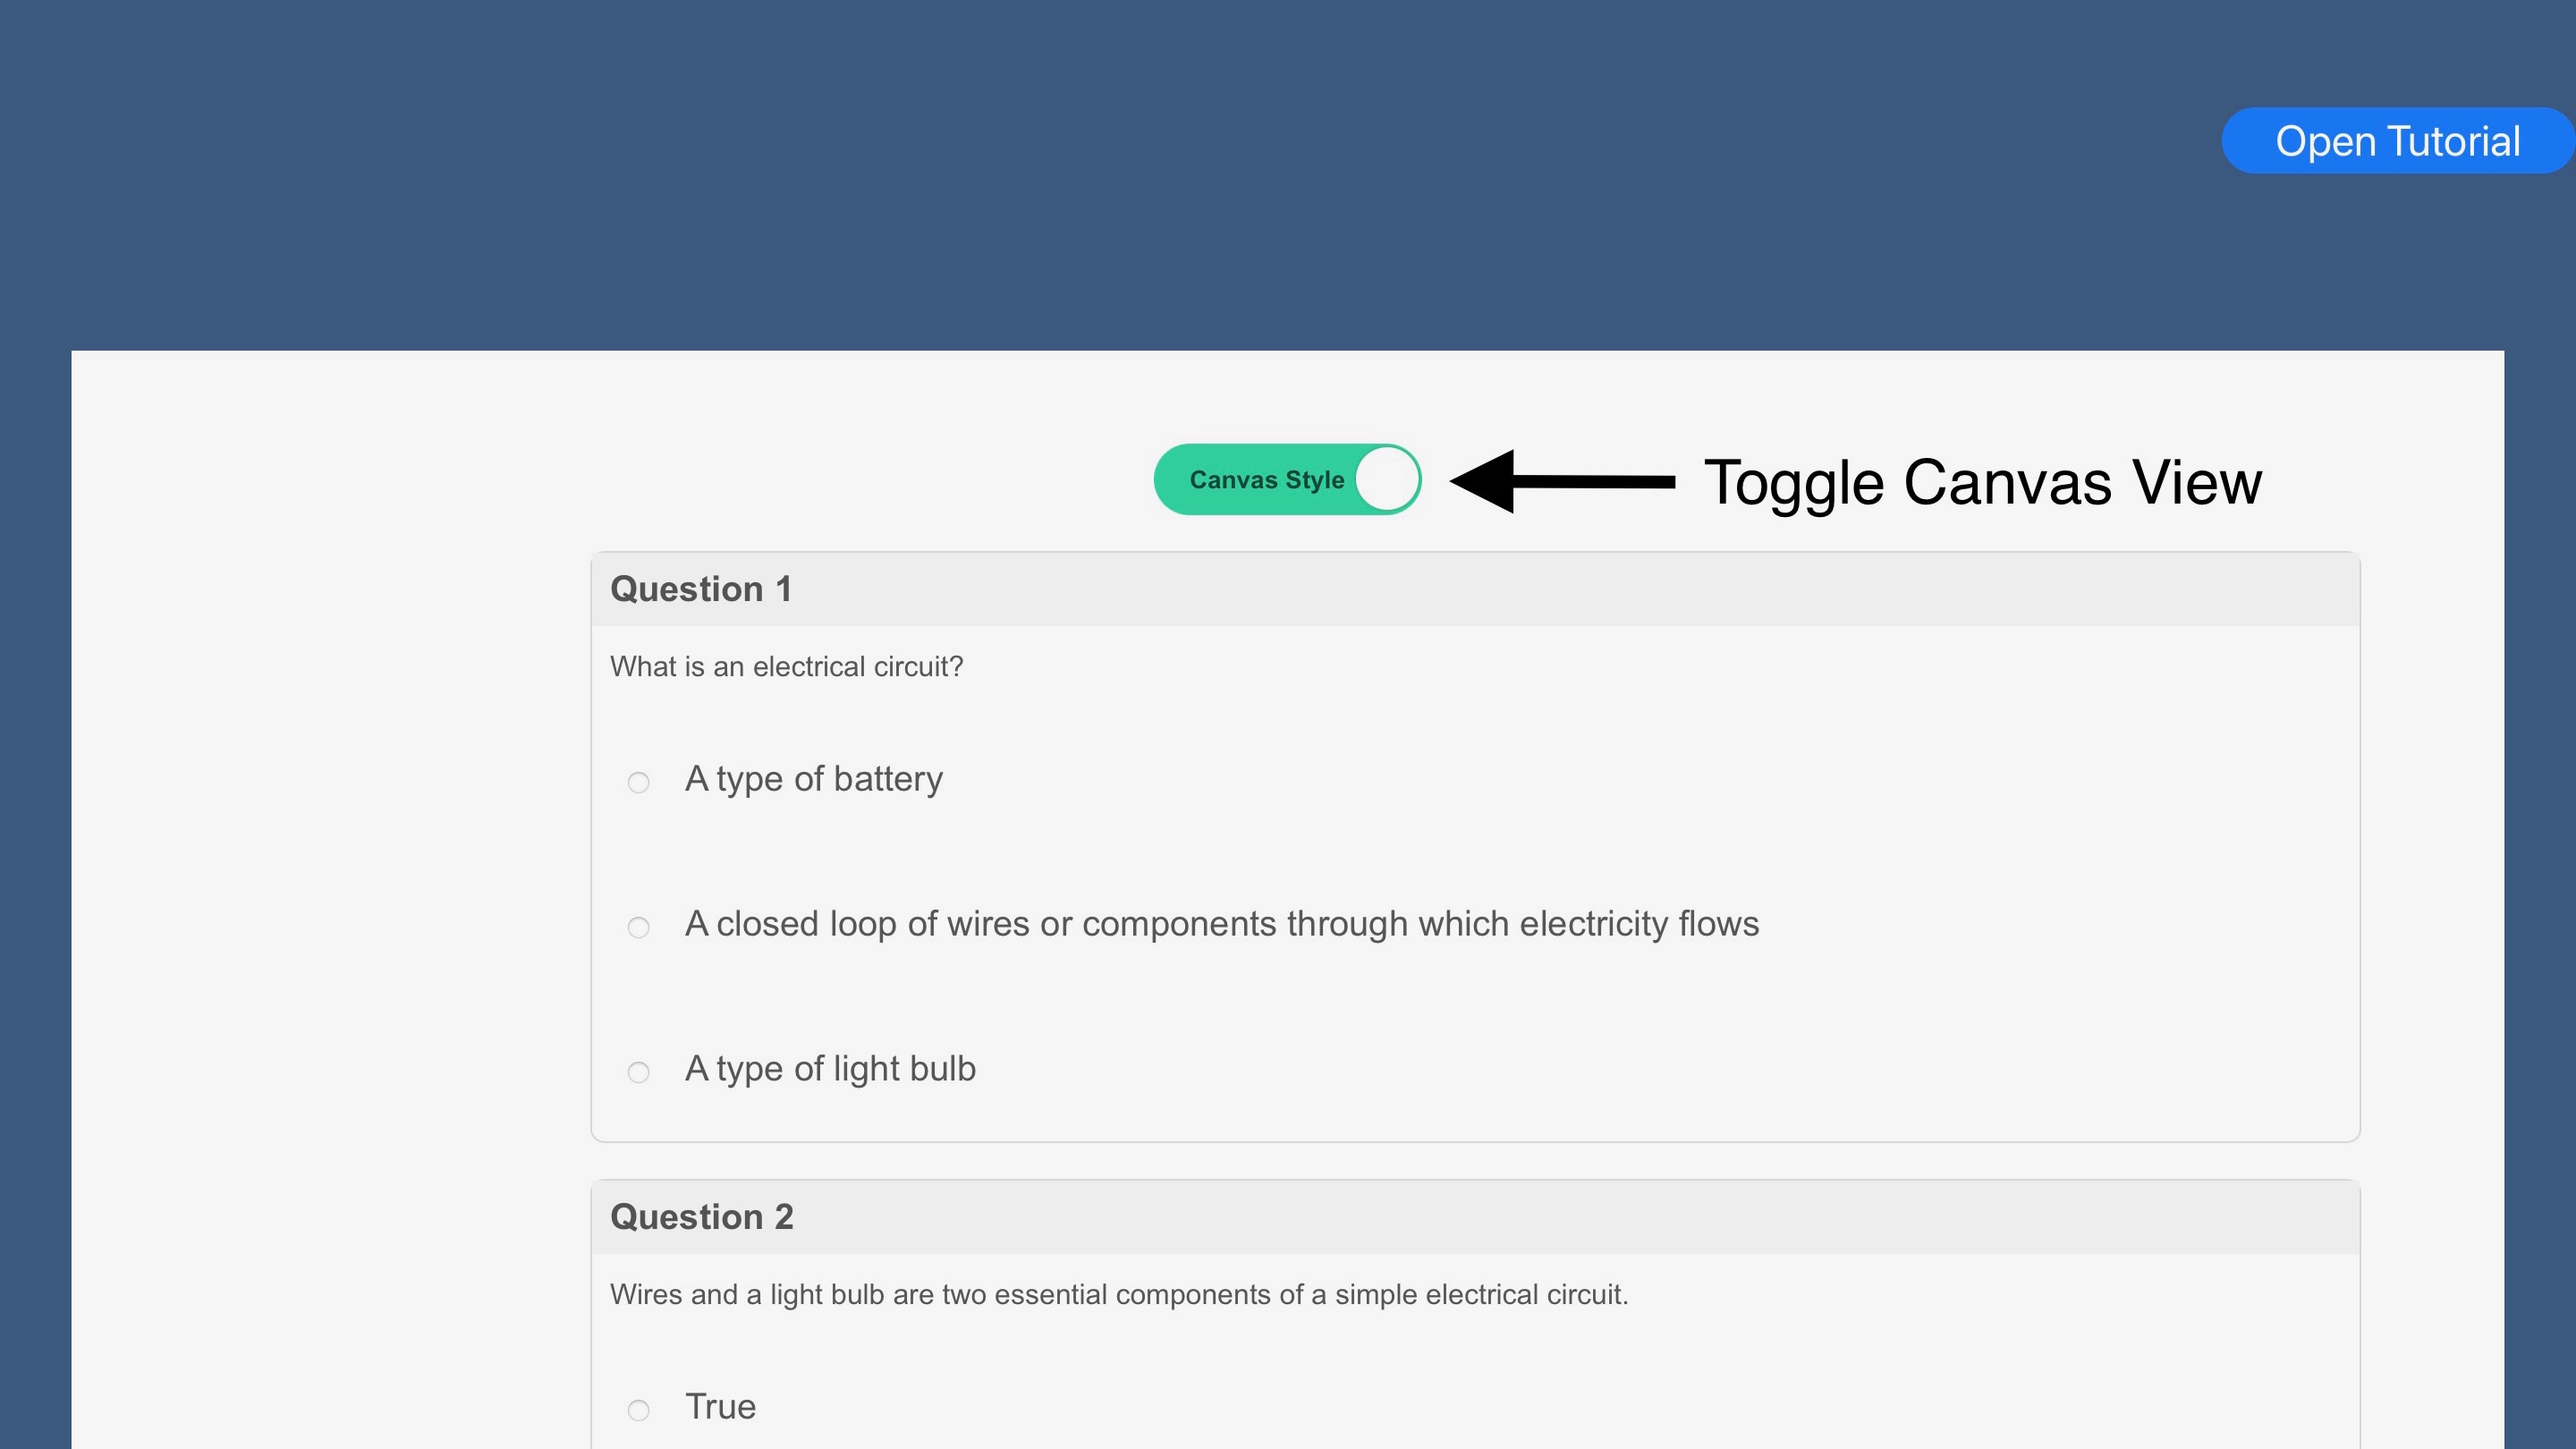 Open Tutorial
Canvas Style
Toggle Canvas View
Question 1
What is an electrical circuit?
A type of battery
A closed loop of wires or components through which electricity flows
A type of light bulb
Question 2
Wires and a light bulb are two essential components of a simple electrical circuit.
True